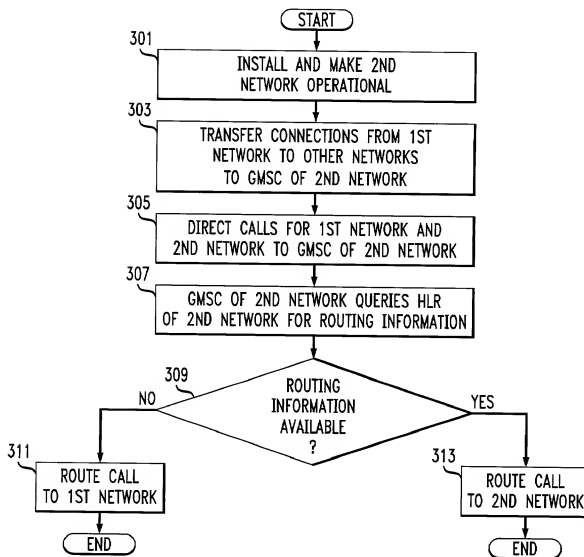 START
301
INSTALL AND MAKE 2ND
NETWORK OPERATIONAL
303
TRANSFER CONNECTIONS FROM 1ST
NETWORK TO OTHER NETWORKS
TO GMSC OF 2ND NETWORK
305
DIRECT CALLS FOR 1ST NETWORK AND
2ND NETWORK TO GMSC OF 2ND NETWORK
307
GMSC OF 2ND NETWORK QUERIES HLR
OF 2ND NETWORK FOR ROUTING INFORMATION
309
ROUTING
INFORMATION
AVAILABLE
?
NO
YES
311
ROUTE CALL
TO 1ST NETWORK
END
313
ROUTE CALL
TO 2ND NETWORK
END